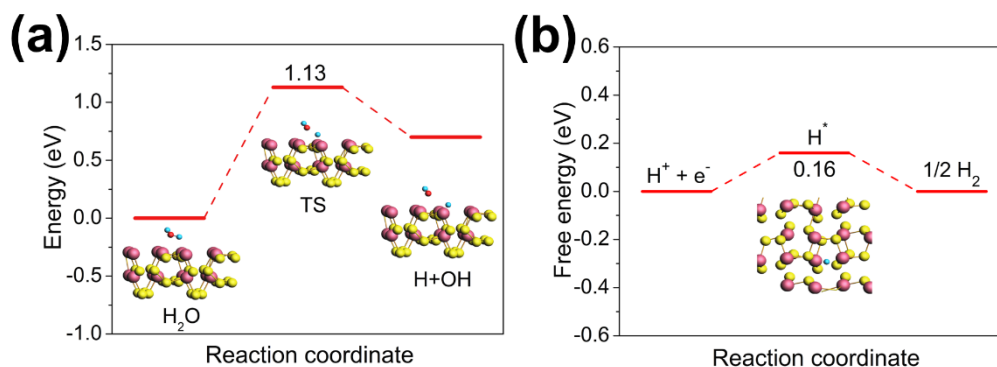 (a)
Energy (eV)
1.5
1.0
0.5
0.0
-0.5
-1.0
1.13
TS
H+OH
H₂O
Reaction coordinate
(b)
Free energy (eV)
0.6
0.4
0.2
0.0
-0.2
-0.4
-0.6
H⁺ + e⁻
H*
0.16
1/2 H₂
Reaction coordinate